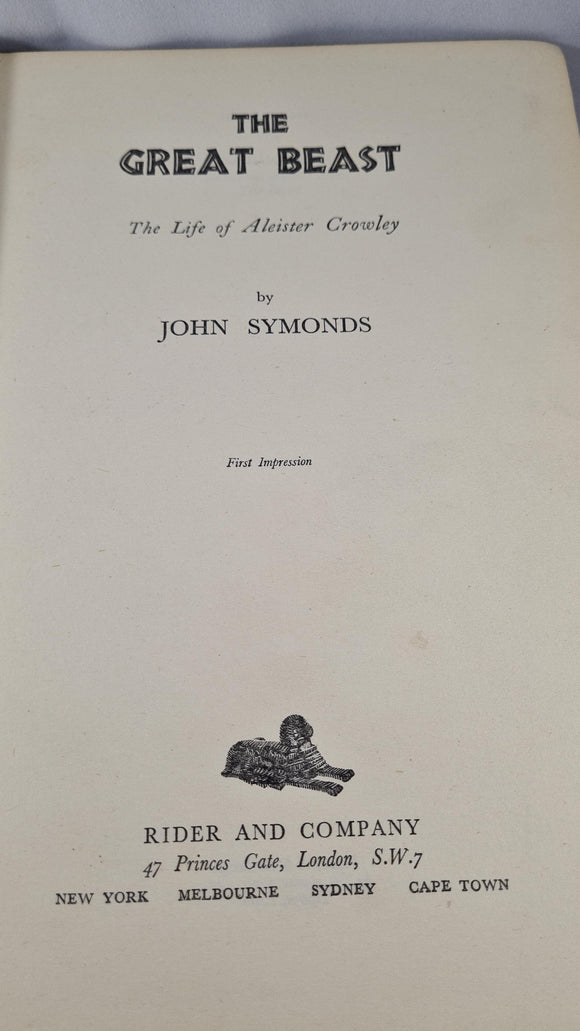 THE
GREAT BEAST
The Life of Aleister Crowley
by
JOHN SYMONDS
First Impression
RIDER AND COMPANY
47 Princes Gate, London, S.W.7
NEW YORK MELBOURNE SYDNEY CAPE TOWN